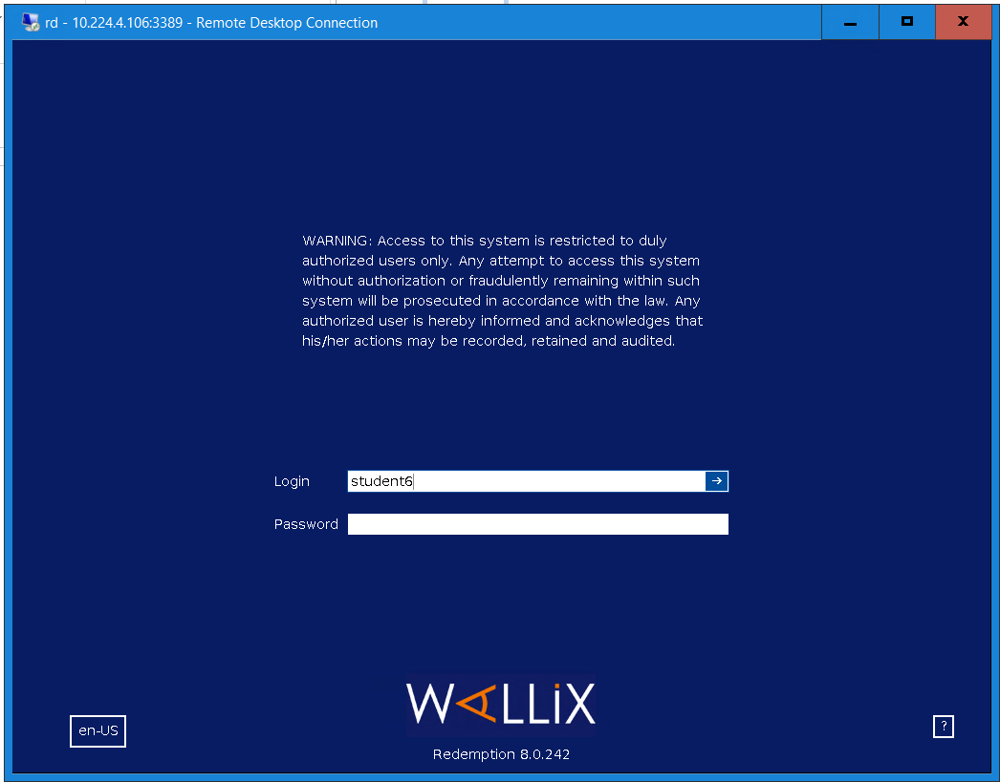 rd - 10.224.4.106:3389 - Remote Desktop Connection
WARNING: Access to this system is restricted to duly
authorized users only. Any attempt to access this system
without authorization or fraudulently remaining within such
system will be prosecuted in accordance with the law. Any
authorized user is hereby informed and acknowledges that
his/her actions may be recorded, retained and audited.
Login
student6
Password
WALLiX
en-US
?
Redemption 8.0.242